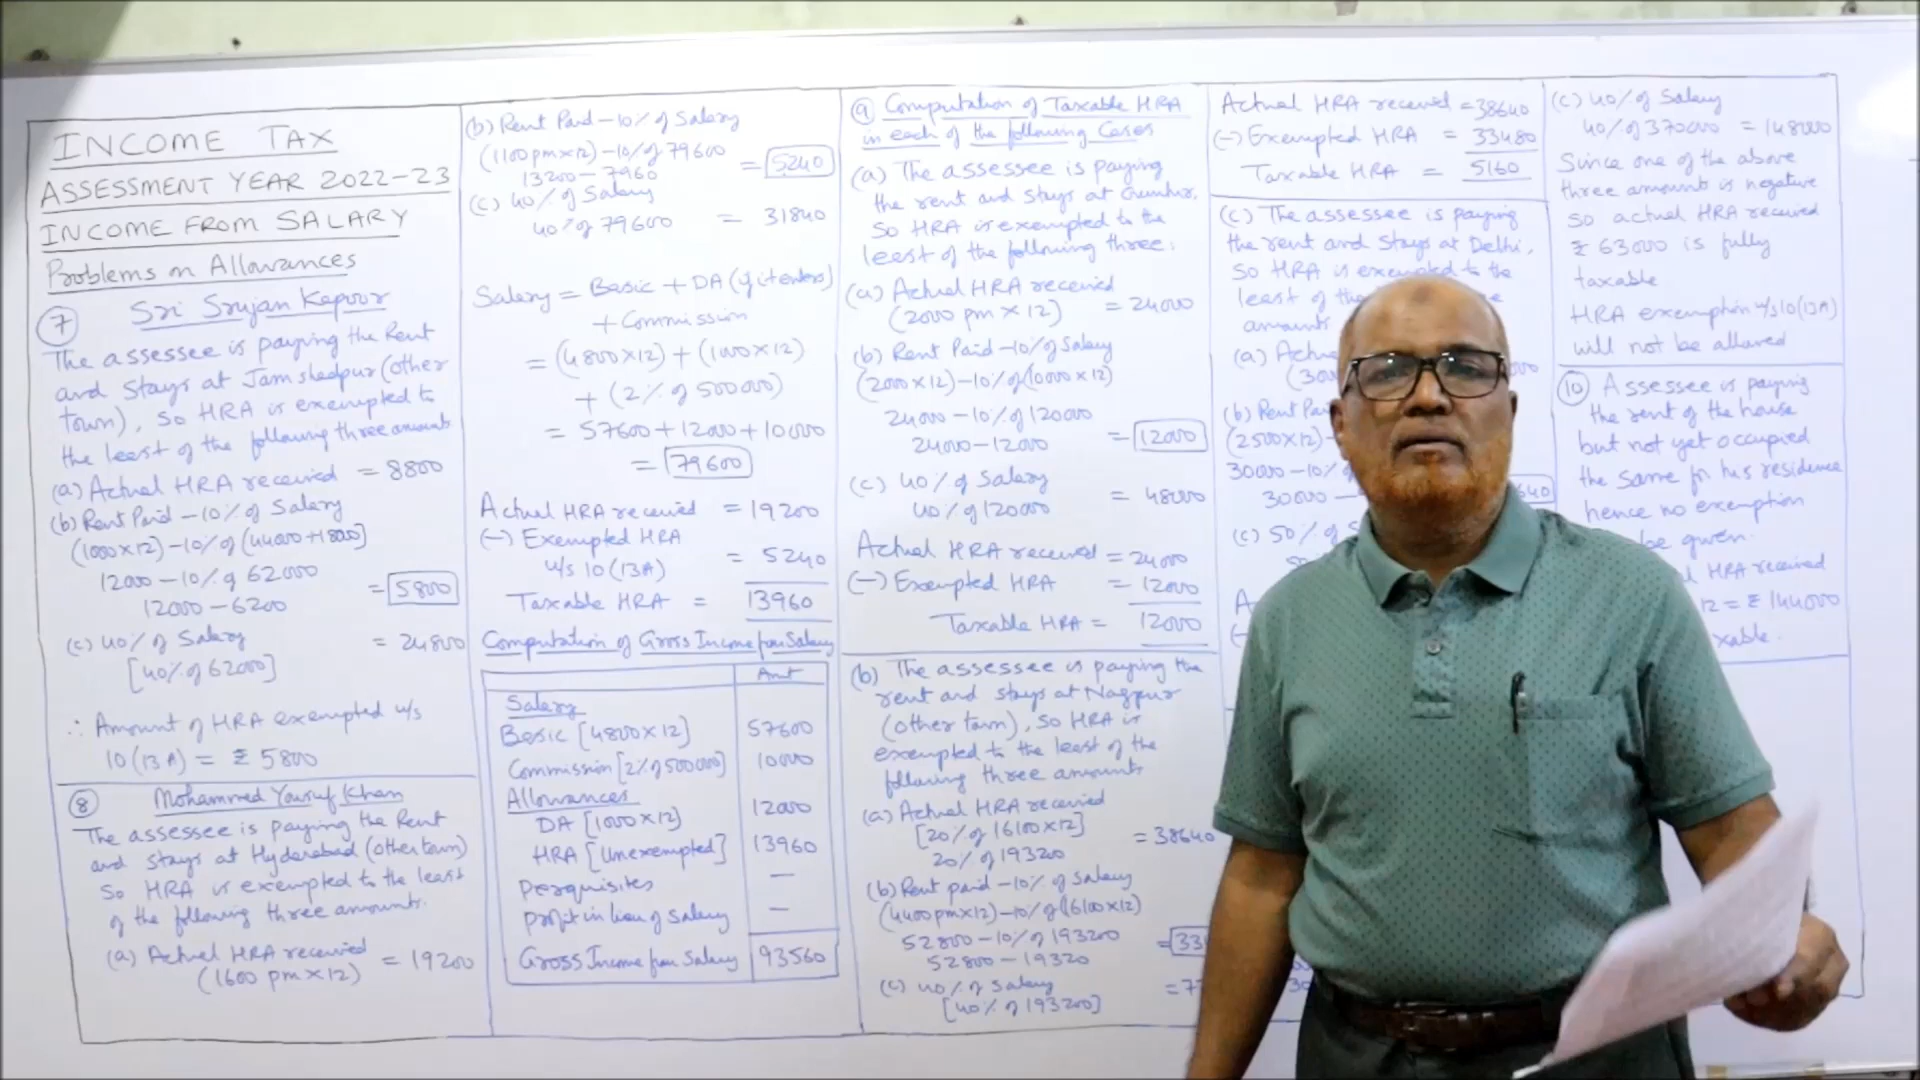 INCOME TAX
ASSESSMENT YEAR 2022-23
INCOME FROM SALARY
Problems on Allowances
7 Sri Srujan Kapoor
The assessee is paying the Rent
and stays at Jamshedpur (other
town), so HRA is exempted to
the least of the following three amounts
(a) Actual HRA received = 8800
(b) Rent Paid - 10% of Salary
(1000×12) - 10% of [44000+18000]
12000 - 10% of 62000
12000 - 6200 = 5800
(c) 40% of Salary = 24800
[40% of 62000]
∴ Amount of HRA exempted u/s
10(13A) = ₹ 5800
8 Mohammed Yousuf Khan
The assessee is paying the Rent
and stays at Hyderabad (other town)
So HRA is exempted to the least
of the following three amounts.
(a) Actual HRA received
(1600 pm×12) = 19200
(b) Rent Paid - 10% of Salary
(1100 pm×12) - 10% of 79600
13200 - 7960 = 5240
(c) 40% of Salary
40% of 79600 = 31840
Salary = Basic + DA (if it enters)
+ Commission
= (4800×12) + (1000×12)
+ (2% of 500000)
= 57600 + 12000 + 10000
= 79600
Actual HRA received = 19200
(-) Exempted HRA
u/s 10(13A) = 5240
Taxable HRA = 13960
Computation of Gross Income from Salary
Amt
Salary
Basic [4800×12] 57600
Commission [2% of 500000] 10000
Allowances
DA [1000×12] 12000
HRA [Unexempted] 13960
Perquisites —
Profit in lieu of Salary —
Gross Income from Salary 93560
9 Computation of Taxable HRA
in each of the following Cases
(a) The assessee is paying
the rent and stays at Guntur,
so HRA is exempted to the
least of the following three.
(a) Actual HRA received
(2000 pm×12) = 24000
(b) Rent Paid - 10% of Salary
(2000×12) - 10% of (10000×12)
24000 - 10% of 120000
24000 - 12000 = 12000
(c) 40% of Salary
40% of 120000 = 48000
Actual HRA received = 24000
(-) Exempted HRA = 12000
Taxable HRA = 12000
(b) The assessee is paying the
rent and stays at Nagpur
(other town), so HRA is
exempted to the least of the
following three amounts
(a) Actual HRA received
[20% of 16100×12]
20% of 19320 = 38640
(b) Rent paid - 10% of Salary
(4400 pm×12) - 10% of (16100×12)
52800 - 10% of 193200
52800 - 19320 = 33
(c) 40% of Salary
[40% of 193200] = 77
Actual HRA received = 38640
(-) Exempted HRA = 33480
Taxable HRA = 5160
(c) The assessee is paying
the rent and stays at Delhi,
so HRA is exempted to the
least of the
amounts
(a)
(b) Rent
(2500×12) -
30000 - 10%
30000 -
(c) 50% of
(c) 40% of Salary
40% of 370000 = 148000
Since one of the above
three amounts is negative
so actual HRA received
₹ 63000 is fully
taxable
HRA exemption u/s 10(13A)
will not be allowed
10 Assessee is paying
the rent of the house
but not yet occupied
the same for his residence
hence no exemption
be given.
HRA received
12 = ₹ 144000